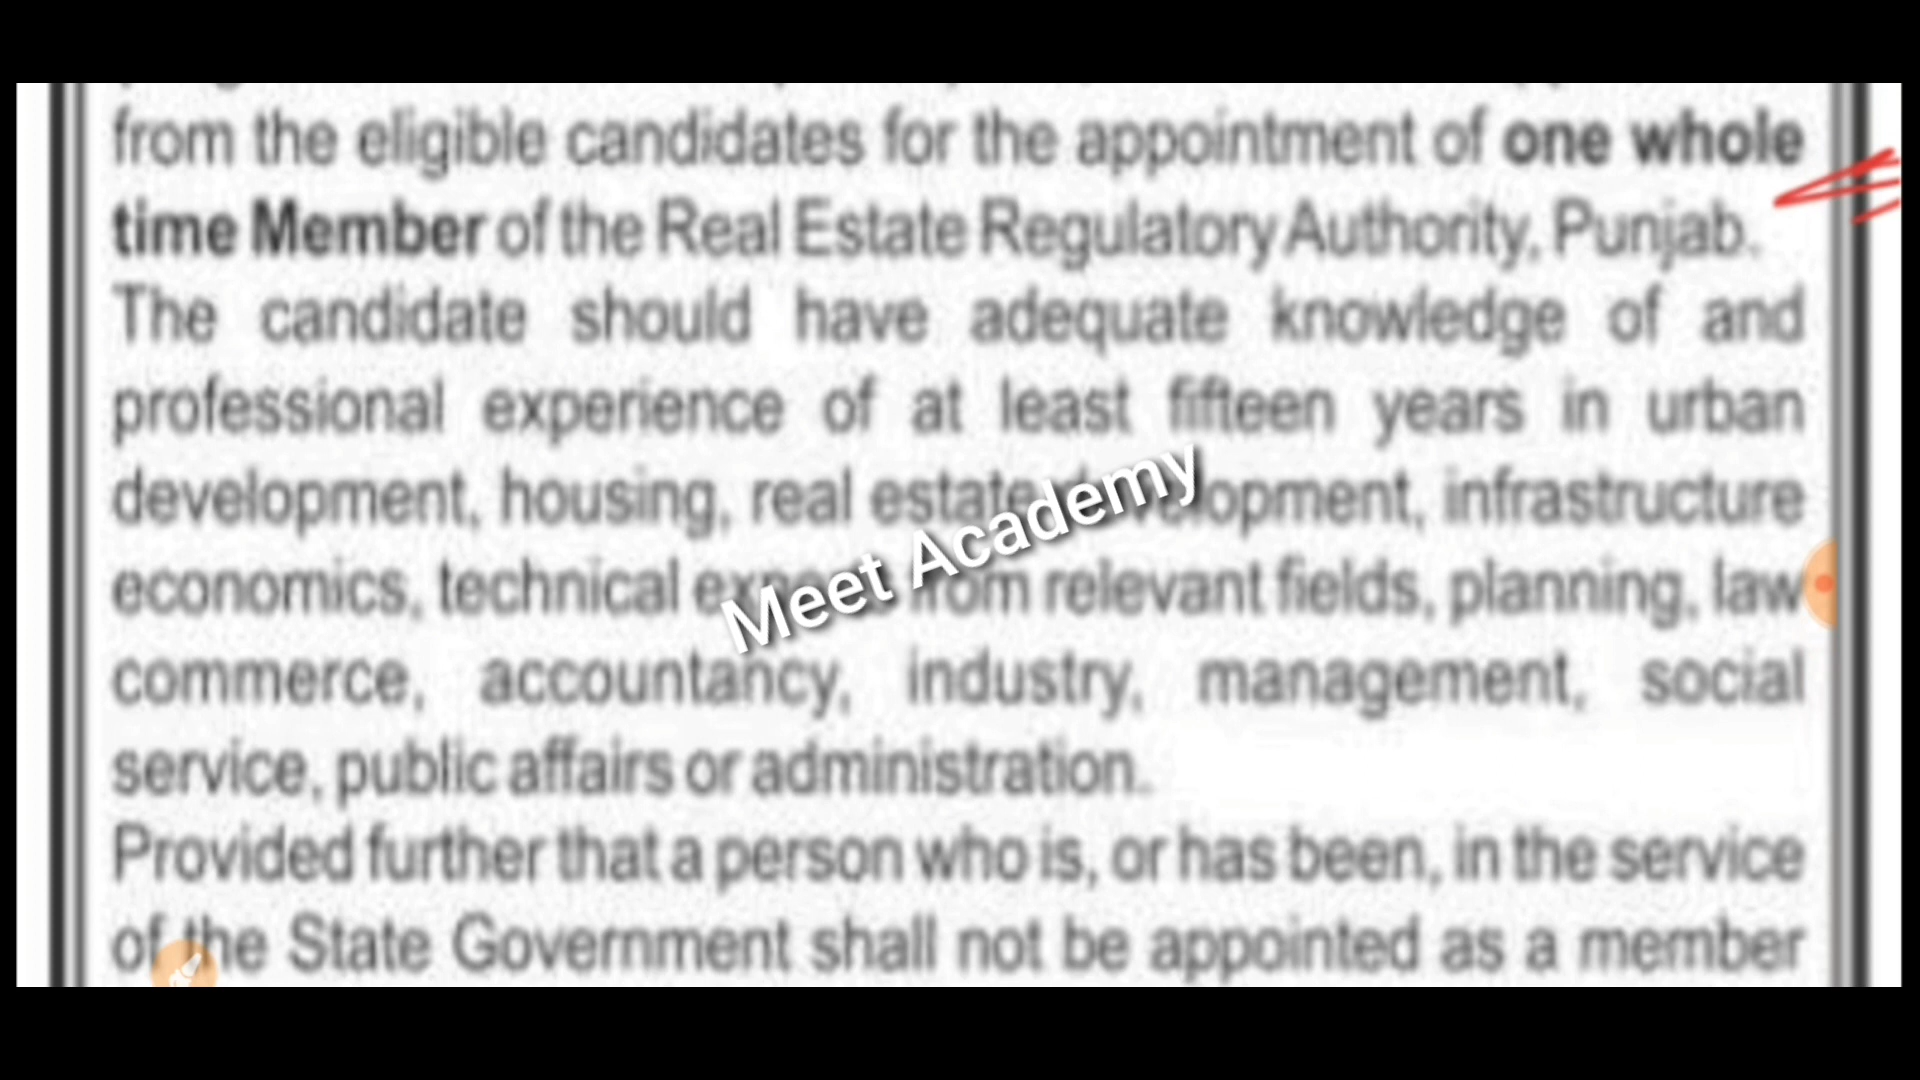 from the eligible candidates for the appointment of one whole
time Member of the Real Estate Regulatory Authority, Punjab.
The candidate should have adequate knowledge of and
professional experience of at least fifteen years in urban
development, housing, real estate development, infrastructure
economics, technical from relevant fields, planning, law
commerce, accountancy, industry, management, social
service, public affairs or administration.
Provided further that a person who is, or has been, in the service
of the State Government shall not be appointed as a member
Meet Academy